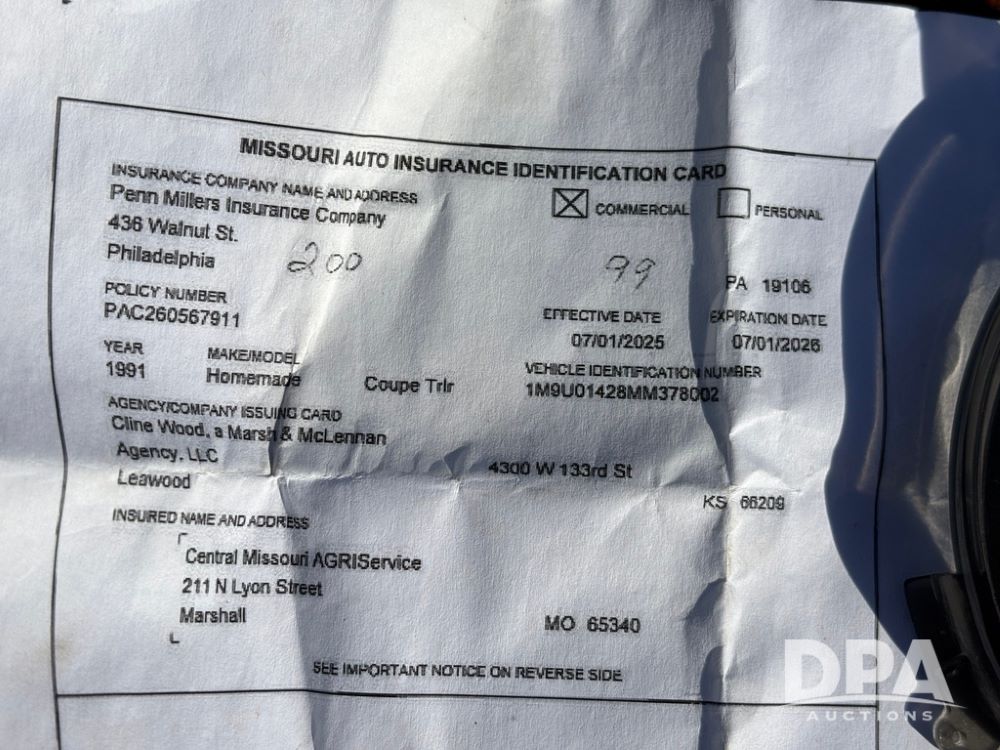 MISSOURI AUTO INSURANCE IDENTIFICATION CARD
INSURANCE COMPANY NAME AND ADDRESS
COMMERCIAL PERSONAL
Penn Millers Insurance Company
436 Walnut St.
Philadelphia 200 99 PA 19106
POLICY NUMBER EFFECTIVE DATE EXPIRATION DATE
PAC260567911 07/01/2025 07/01/2026
YEAR MAKE/MODEL VEHICLE IDENTIFICATION NUMBER
1991 Homemade Coupe Trlr 1M9U01428MM378002
AGENCY/COMPANY ISSUING CARD
Cline Wood, a Marsh & McLennan
Agency, LLC 4300 W 133rd St
Leawood KS 66209
INSURED NAME AND ADDRESS
Central Missouri AGRIService
211 N Lyon Street
Marshall MO 65340
SEE IMPORTANT NOTICE ON REVERSE SIDE
DPA
AUCTIONS